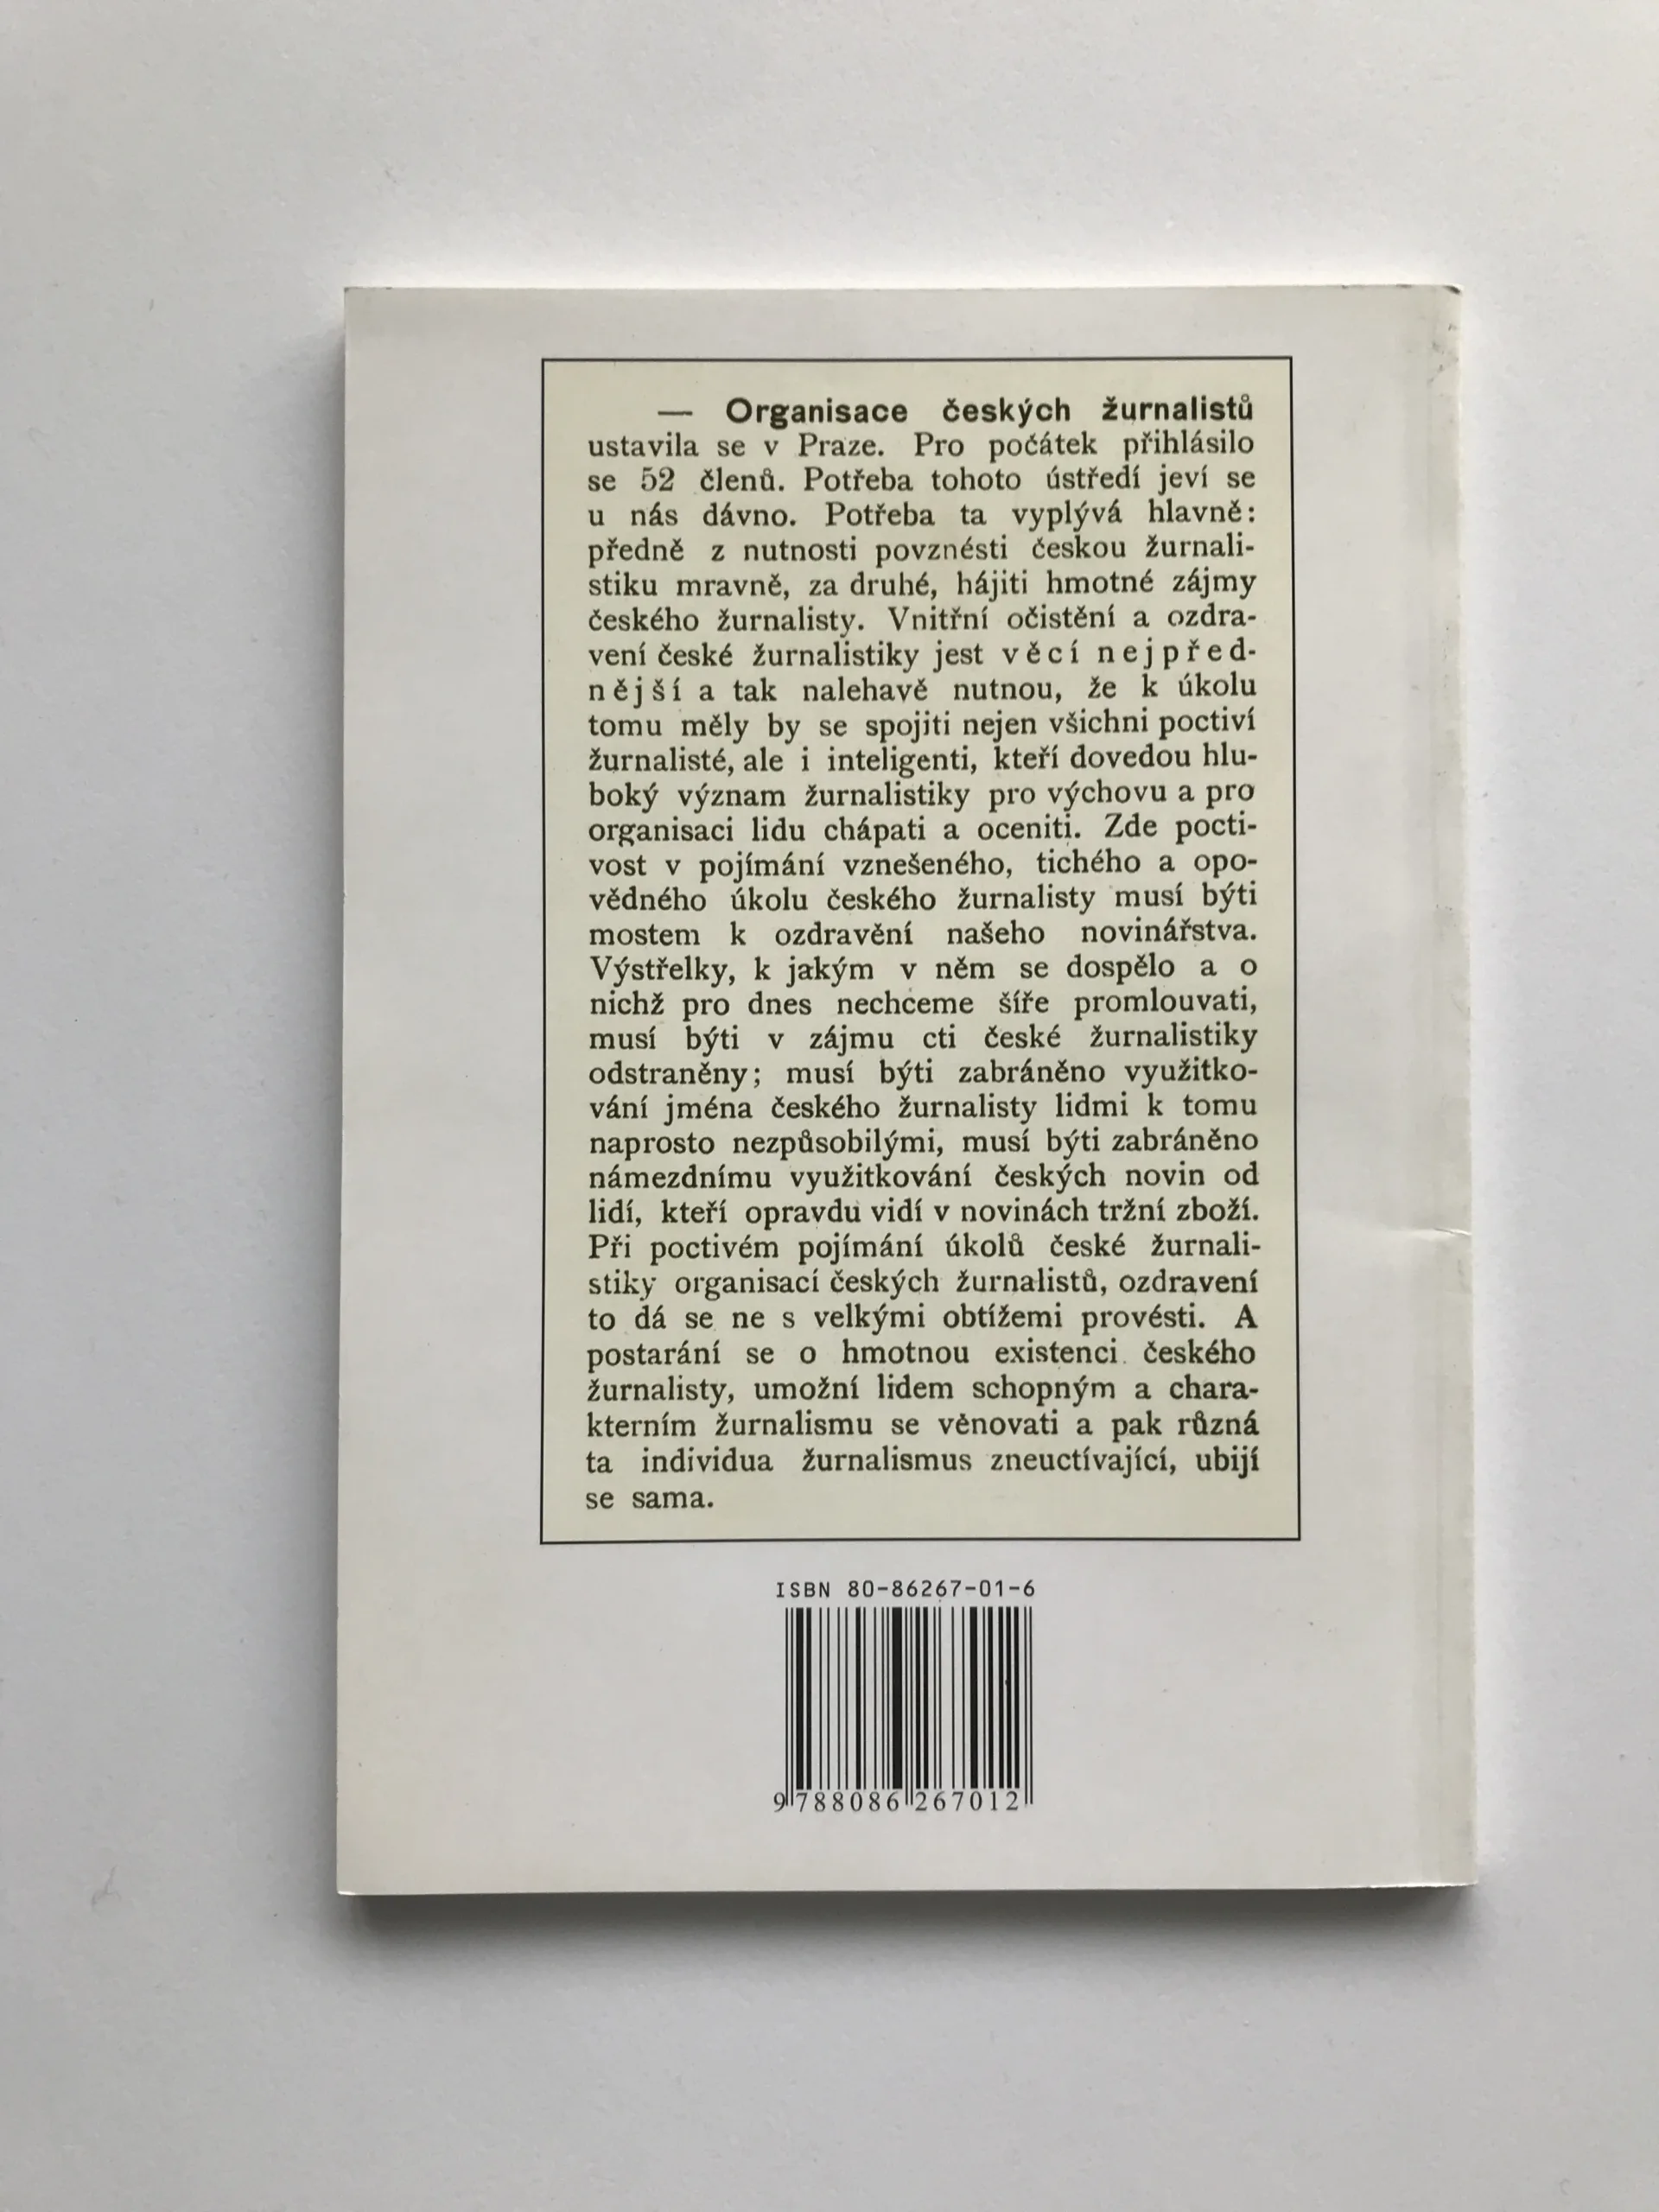 — Organisace českých žurnalistů
ustavila se v Praze. Pro počátek přihlásilo
se 52 členů. Potřeba tohoto ústředí jeví se
u nás dávno. Potřeba ta vyplývá hlavně:
předně z nutnosti povznésti českou žurnali-
stiku mravně, za druhé, hájiti hmotné zájmy
českého žurnalisty. Vnitřní očistění a ozdra-
vení české žurnalistiky jest věcí nejpřed-
nější a tak nalehavě nutnou, že k úkolu
tomu měly by se spojiti nejen všichni poctiví
žurnalisté, ale i inteligenti, kteří dovedou hlu-
boký význam žurnalistiky pro výchovu a pro
organisaci lidu chápati a oceniti. Zde pocti-
vost v pojímání vznešeného, tichého a opo-
vědného úkolu českého žurnalisty musí býti
mostem k ozdravění našeho novinářstva.
Výstřelky, k jakým v něm se dospělo a o
nichž pro dnes nechceme šíře promlouvati,
musí býti v zájmu cti české žurnalistiky
odstraněny; musí býti zabráněno využitko-
vání jména českého žurnalisty lidmi k tomu
naprosto nezpůsobilými, musí býti zabráněno
námezdnímu využitkování českých novin od
lidí, kteří opravdu vidí v novinách tržní zboží.
Při poctivém pojímání úkolů české žurnali-
stiky organisací českých žurnalistů, ozdravení
to dá se ne s velkými obtížemi provésti. A
postarání se o hmotnou existenci českého
žurnalisty, umožní lidem schopným a chara-
kterním žurnalismu se věnovati a pak různá
ta individua žurnalismus zneuctívající, ubijí
se sama.
ISBN 80-86267-01-6
9 788086 267012